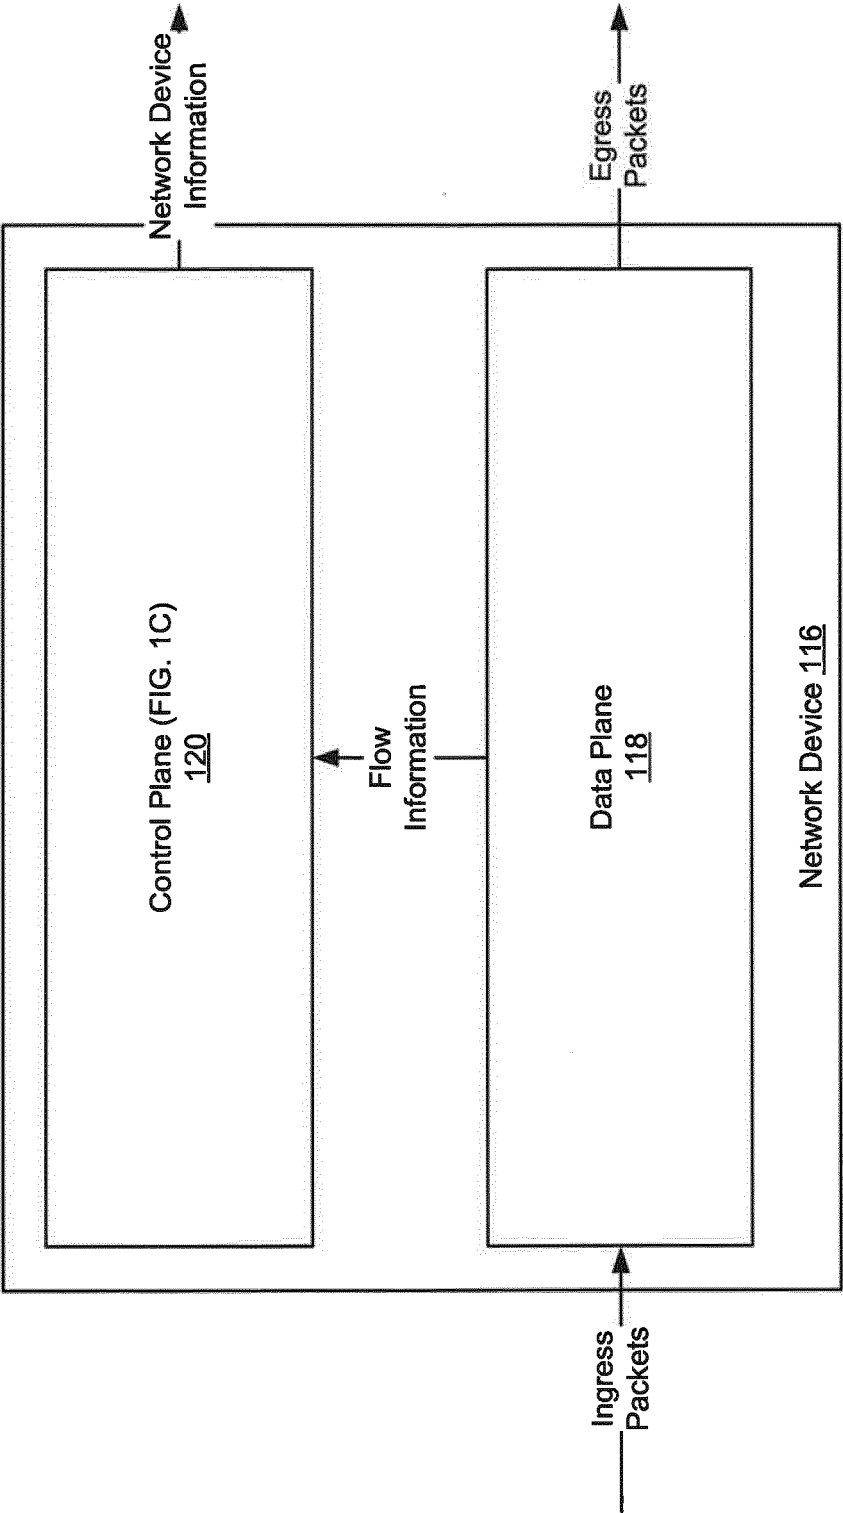 Network Device
Information
Control Plane (FIG. 1C)
120
Flow
Information
Egress
Packets
Data Plane
118
Ingress
Packets
Network Device 116